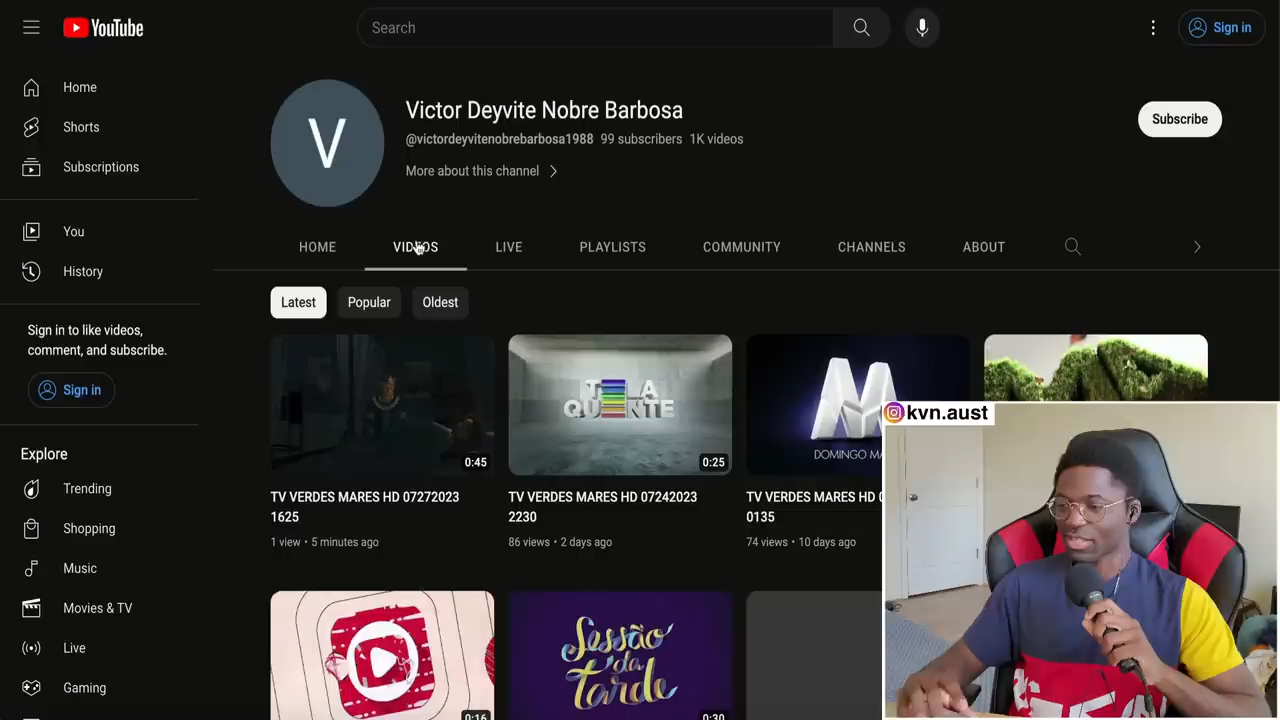 YouTube
Search
Sign in
Home
Shorts
Subscriptions
You
History
Sign in to like videos,
comment, and subscribe.
Sign in
Explore
Trending
Shopping
Music
Movies & TV
Live
Gaming
V
Victor Deyvite Nobre Barbosa
@victordeyvitenobrebarbosa1988 99 subscribers 1K videos
More about this channel
Subscribe
HOME VIDEOS LIVE PLAYLISTS COMMUNITY CHANNELS ABOUT
Latest Popular Oldest
0:45
TV VERDES MARES HD 07272023
1625
1 view • 5 minutes ago
TELA
QUENTE
0:25
TV VERDES MARES HD 07242023
2230
86 views • 2 days ago
M
DOMINGO
TV VERDES MARES HD
0135
74 views • 10 days ago
kvn.aust
0:16
Sessão
da
tarde
0:30